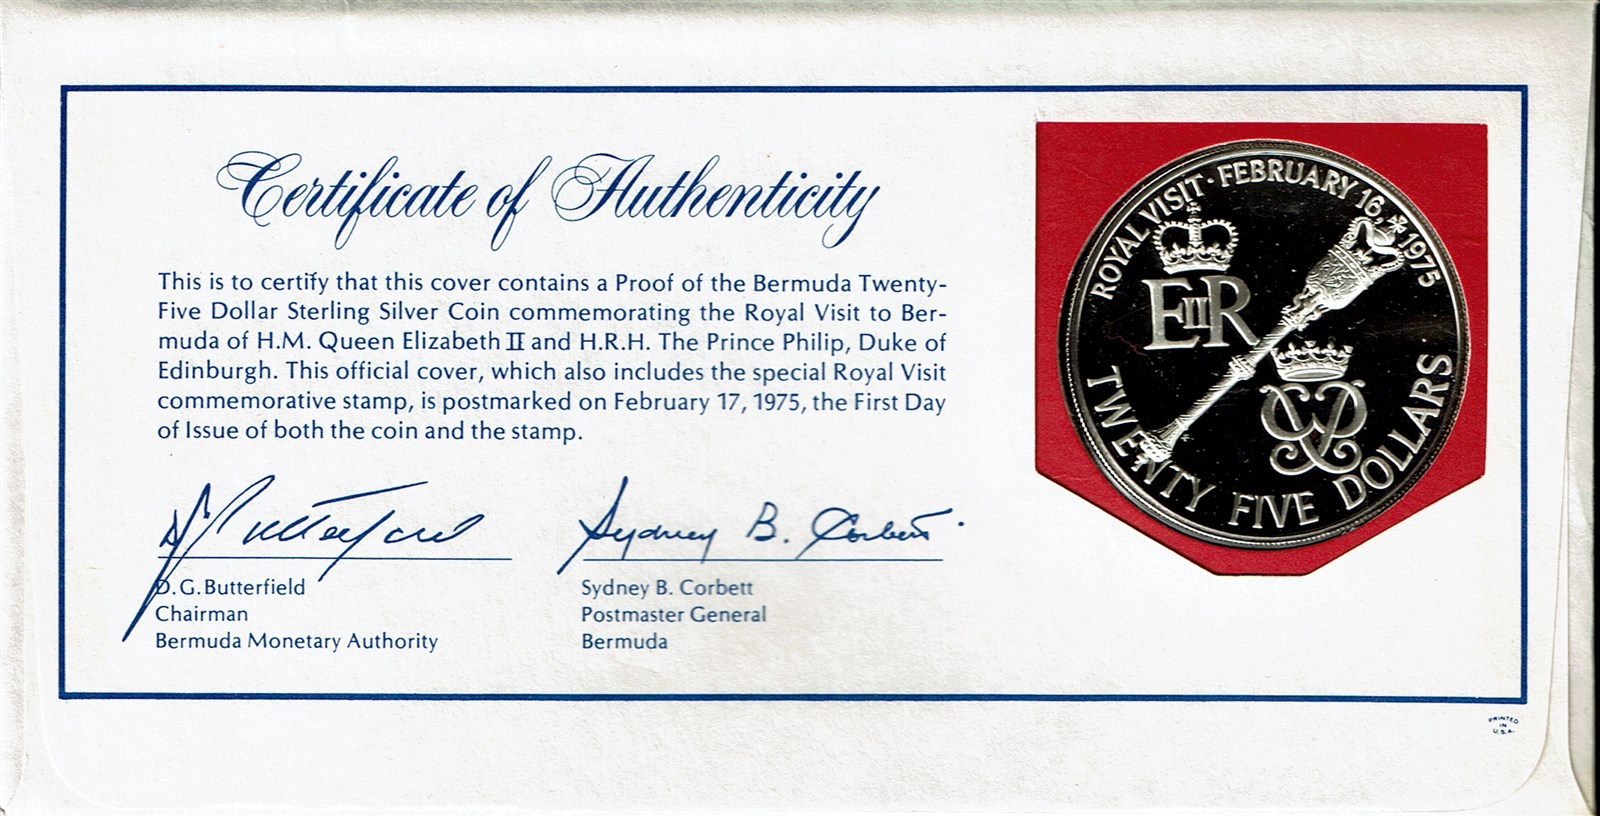 Certificate of Authenticity
This is to certify that this cover contains a Proof of the Bermuda Twenty-
Five Dollar Sterling Silver Coin commemorating the Royal Visit to Ber-
muda of H.M. Queen Elizabeth II and H.R.H. The Prince Philip, Duke of
Edinburgh. This official cover, which also includes the special Royal Visit
commemorative stamp, is postmarked on February 17, 1975, the First Day
of Issue of both the coin and the stamp.
D.G. Butterfield
Sydney B. Corbett
D.G. Butterfield
Chairman
Bermuda Monetary Authority
Sydney B. Corbett
Postmaster General
Bermuda
ROYAL VISIT · FEBRUARY 16, 1975
EIIR
TWENTY FIVE DOLLARS
PRINTED
IN
U.S.A.